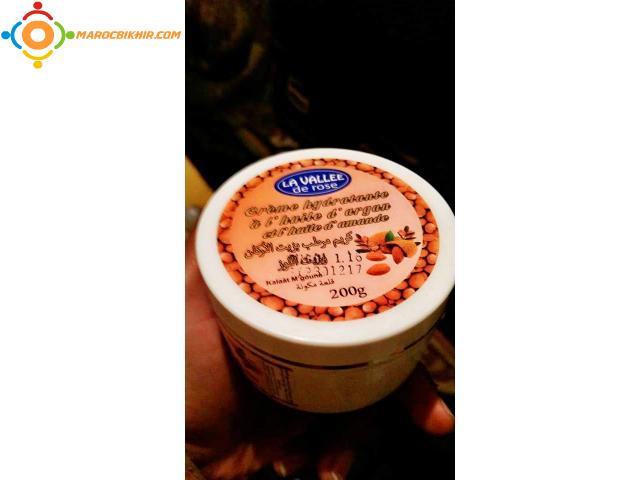 MAROCBIKHIR.COM
LA VALLEE
de rose
Crème hydratante
à l'huile d'argan
et l'huile d'amande
كريم مرطب بزيت الأركان
1.16
231217
Kalaât M'gouna
قلعة مكونة
200g